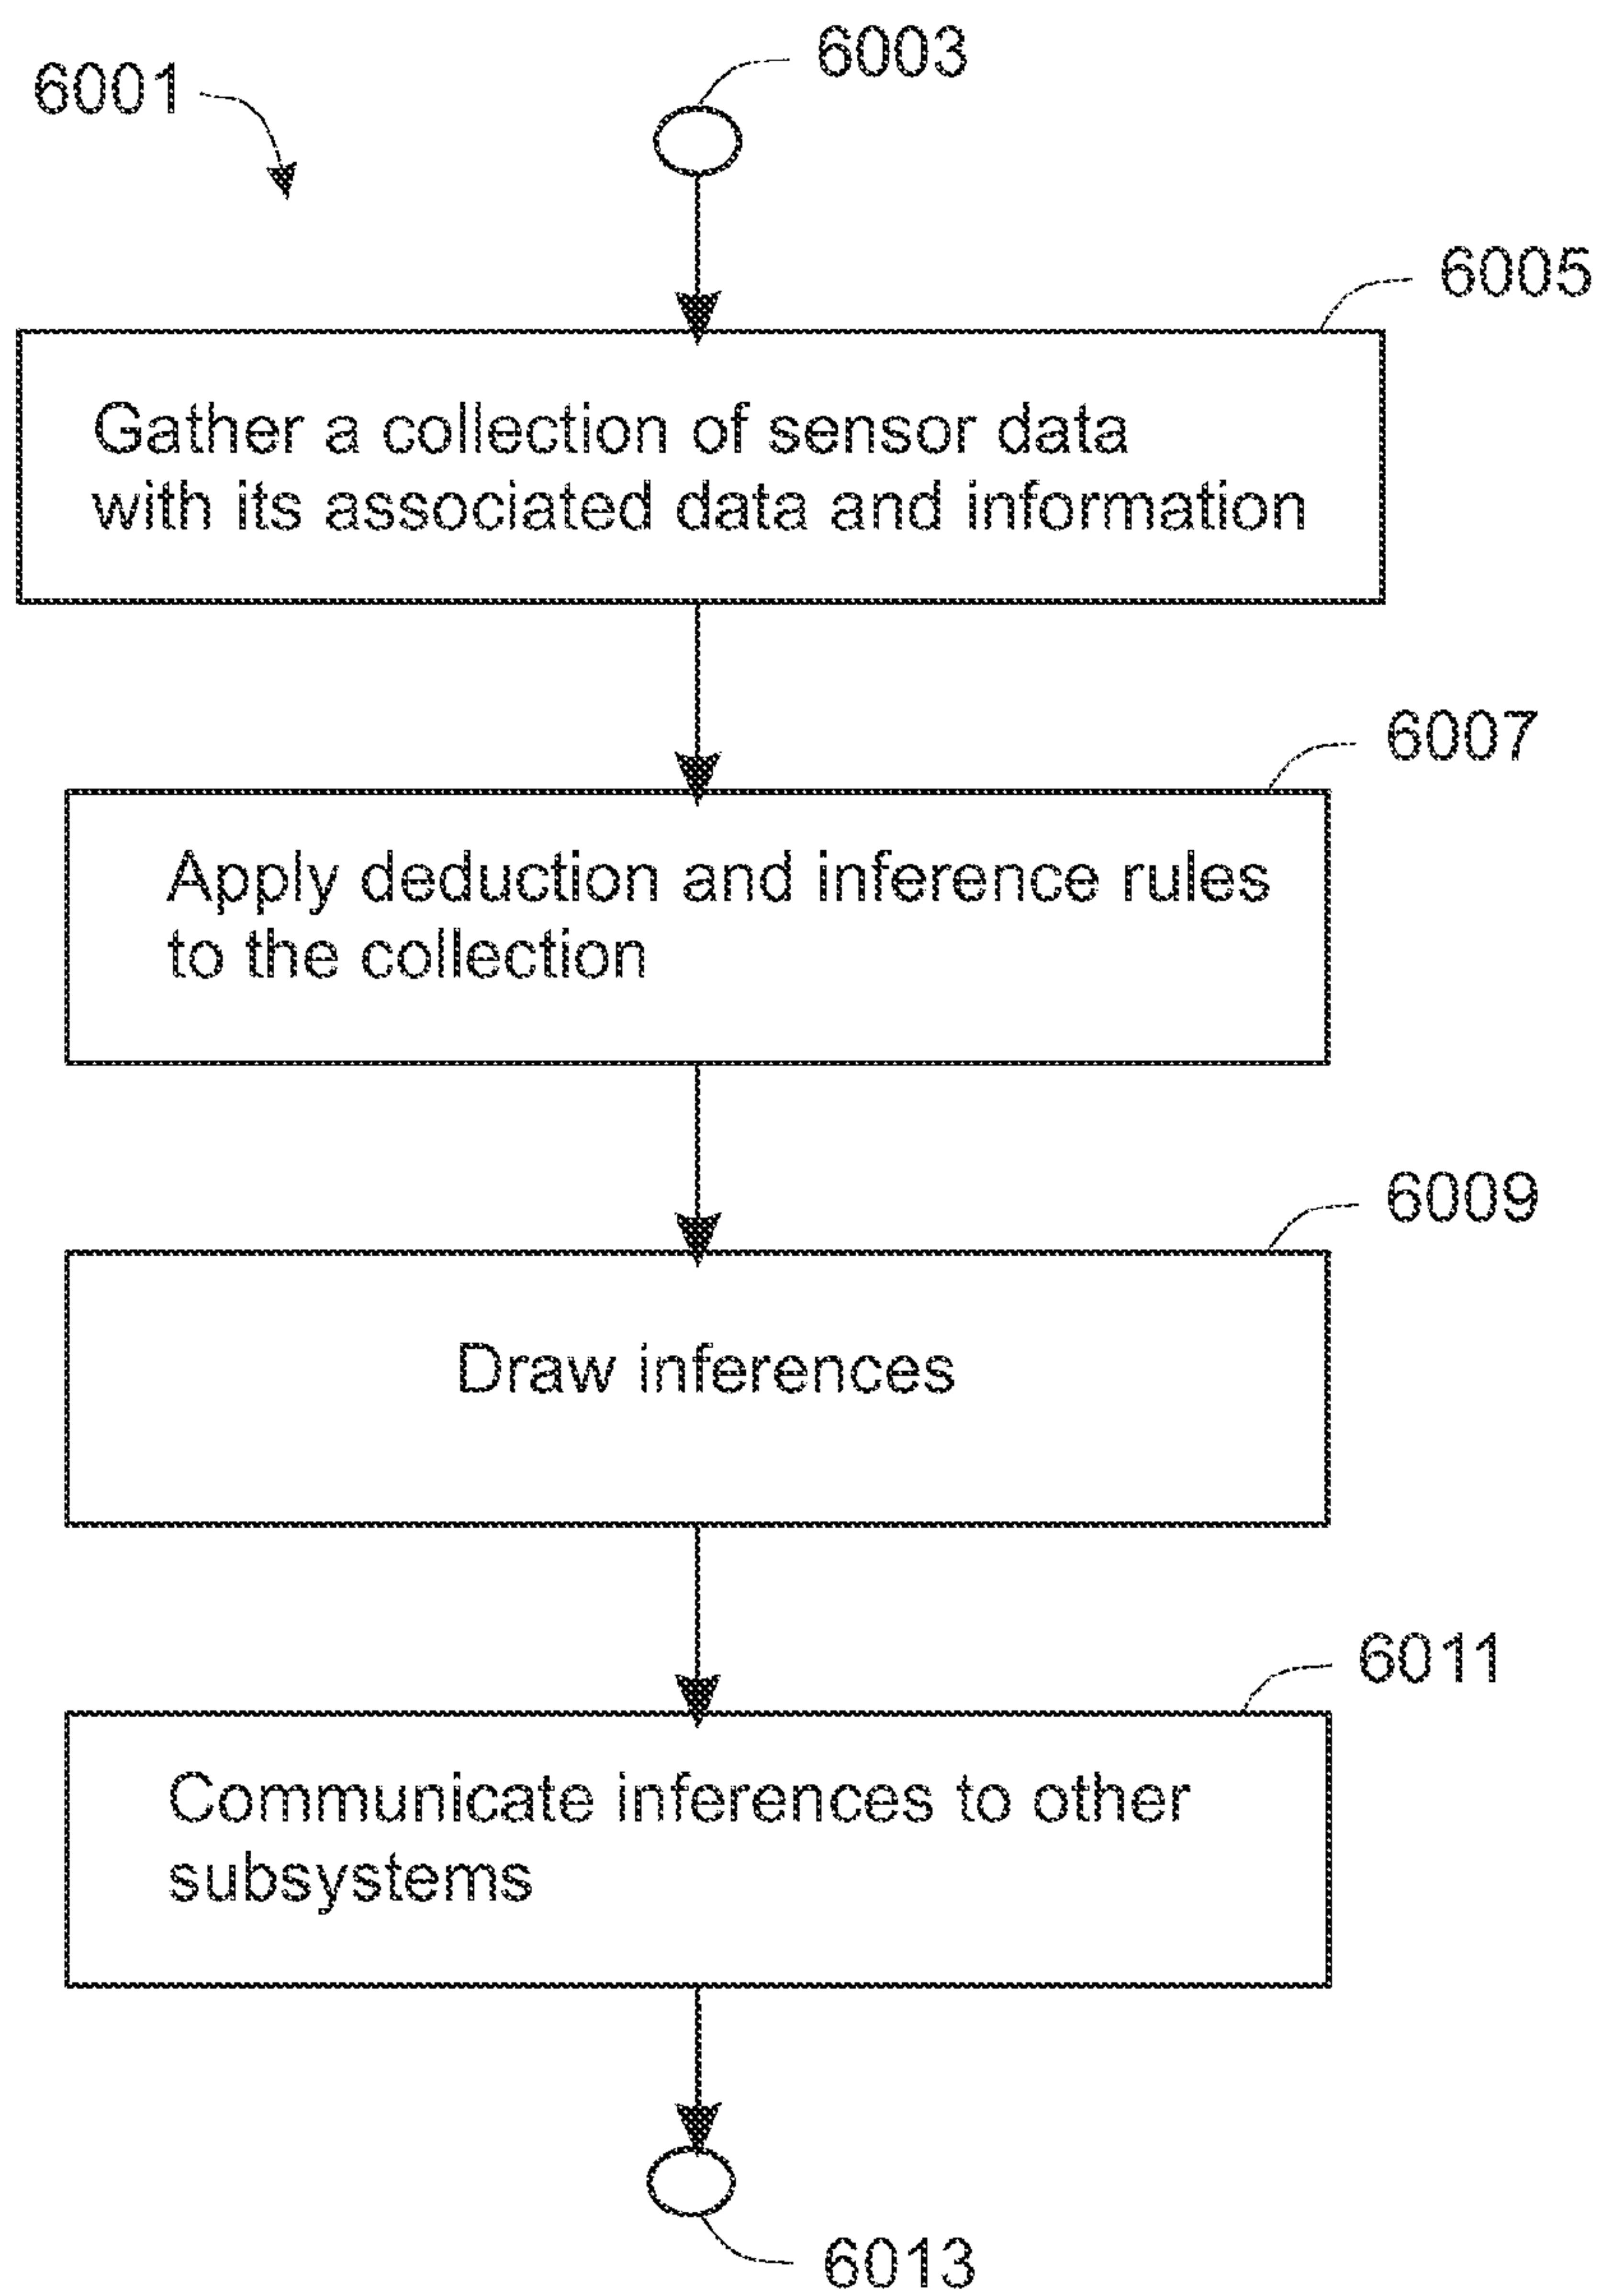 6003
6001
6005
Gather a collection of sensor data
with its associated data and information
6007
Apply deduction and inference rules
to the collection
6009
Draw inferences
6011
Communicate inferences to other
subsystems
6013